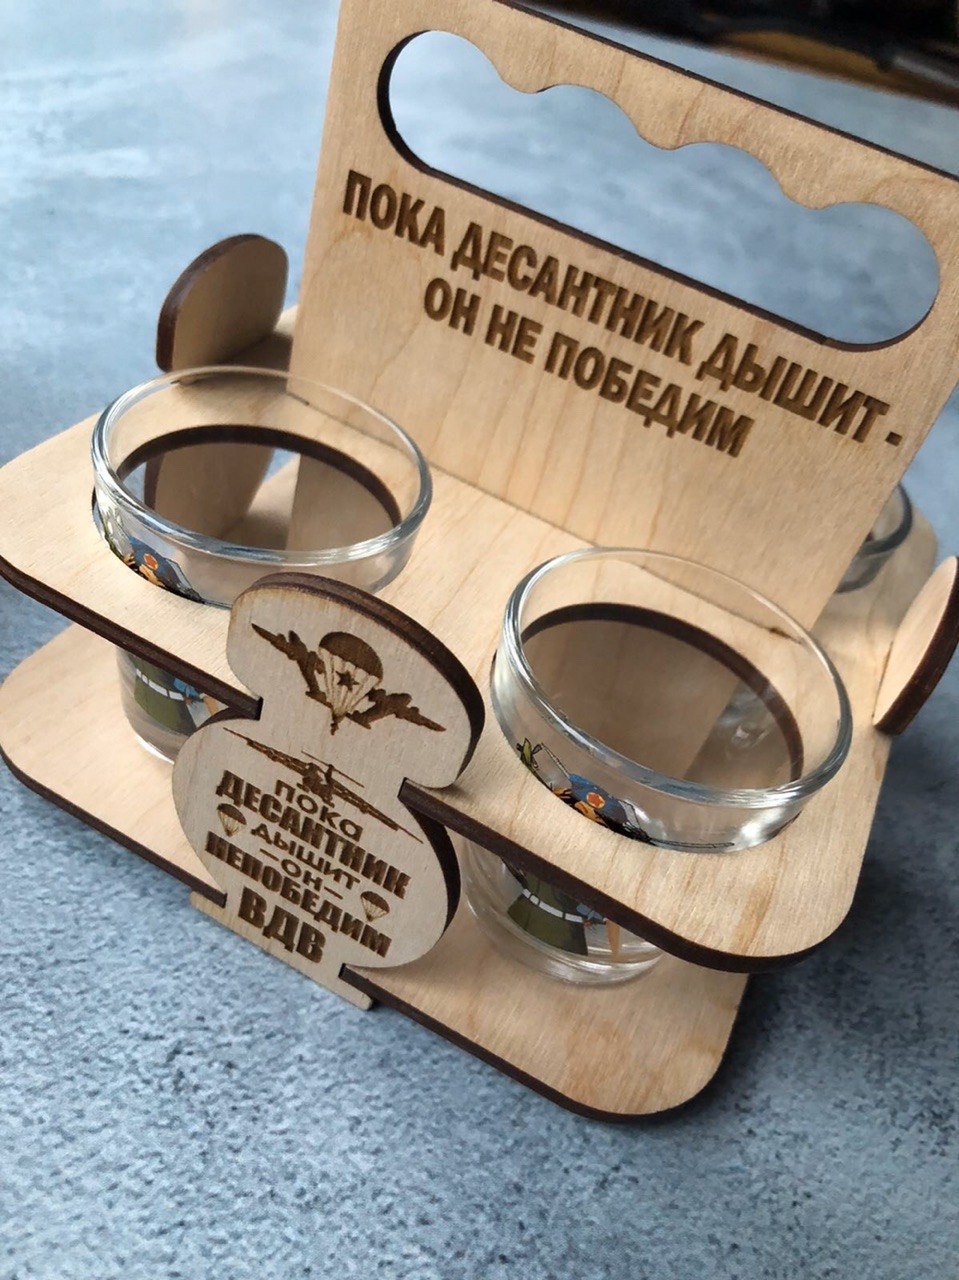 ПОКА ДЕСАНТНИК ДЫШИТ -
ОН НЕ ПОБЕДИМ
ПОКА
ДЕСАНТНИК
ДЫШИТ
-ОН-
НЕПОБЕДИМ
ВДВ